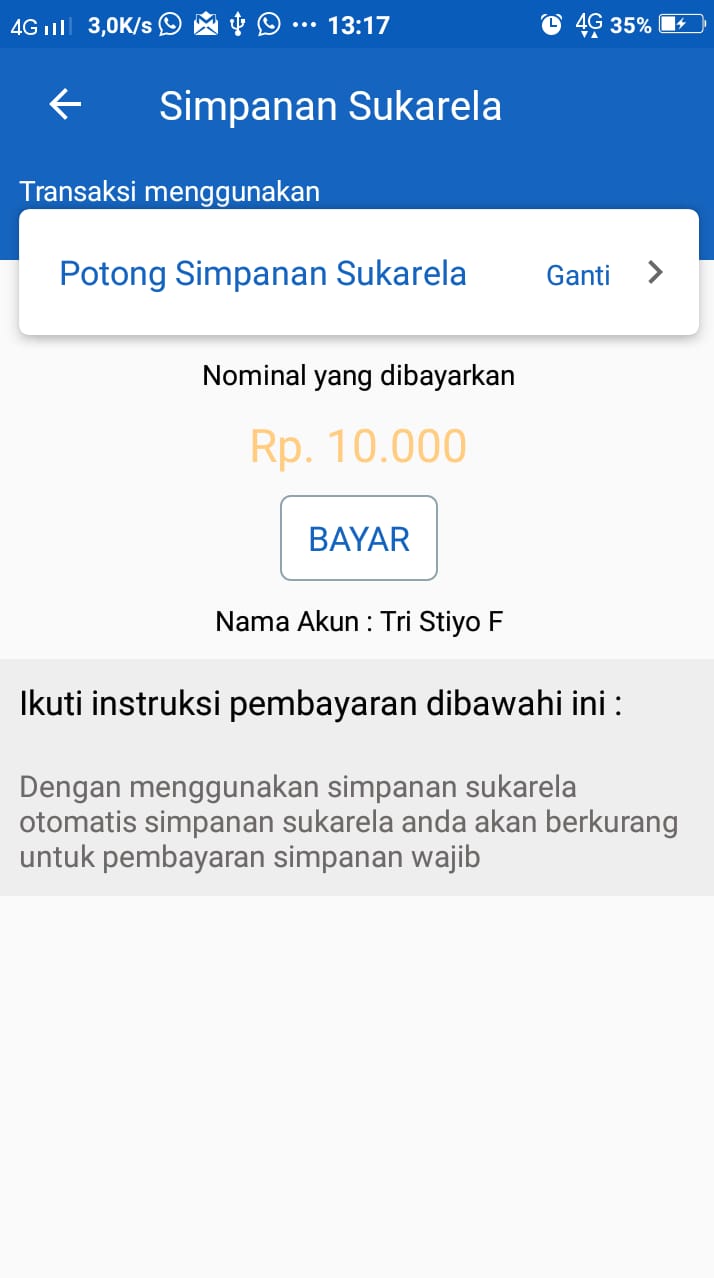 4G 3,0K/s ... 13:17 4G 35%
Simpanan Sukarela
Transaksi menggunakan
Potong Simpanan Sukarela Ganti
Nominal yang dibayarkan
Rp. 10.000
BAYAR
Nama Akun : Tri Stiyo F
Ikuti instruksi pembayaran dibawahi ini :
Dengan menggunakan simpanan sukarela
otomatis simpanan sukarela anda akan berkurang
untuk pembayaran simpanan wajib